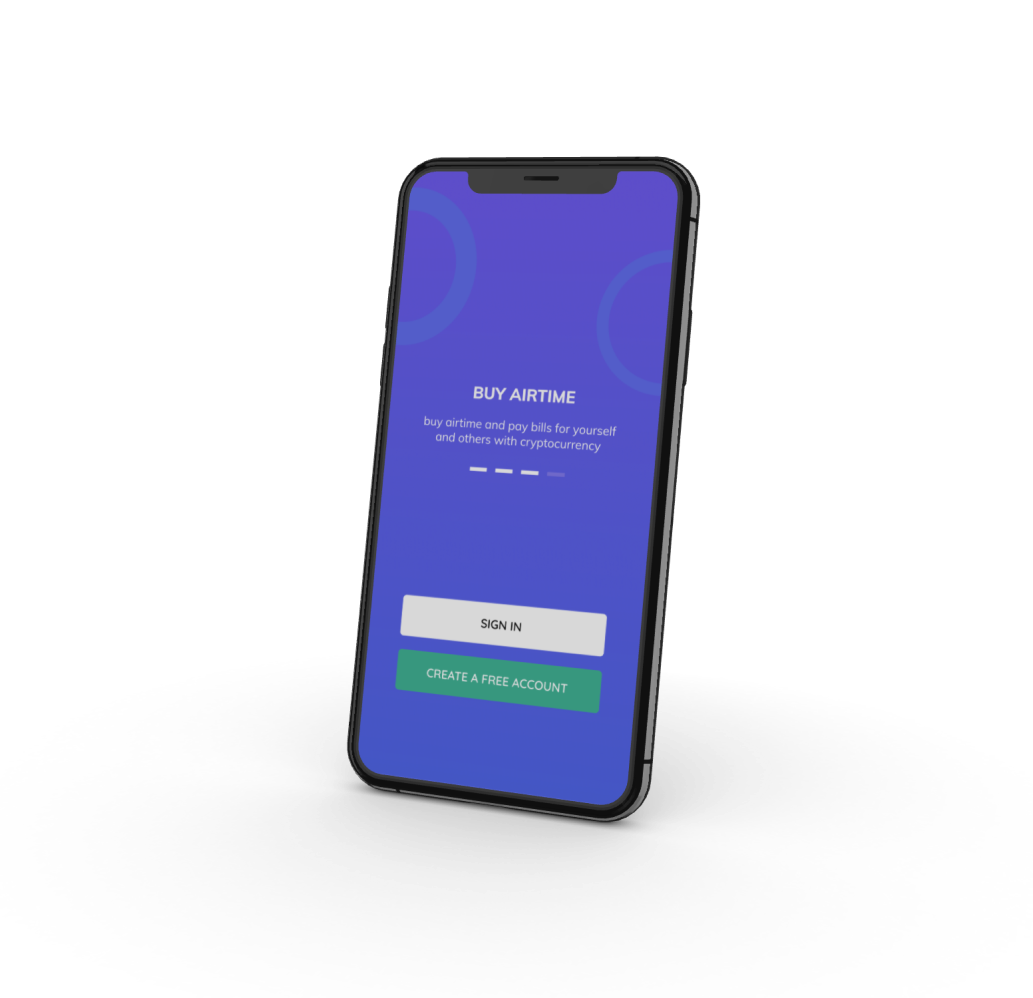 BUY AIRTIME
buy airtime and pay bills for yourself
and others with cryptocurrency
SIGN IN
CREATE A FREE ACCOUNT